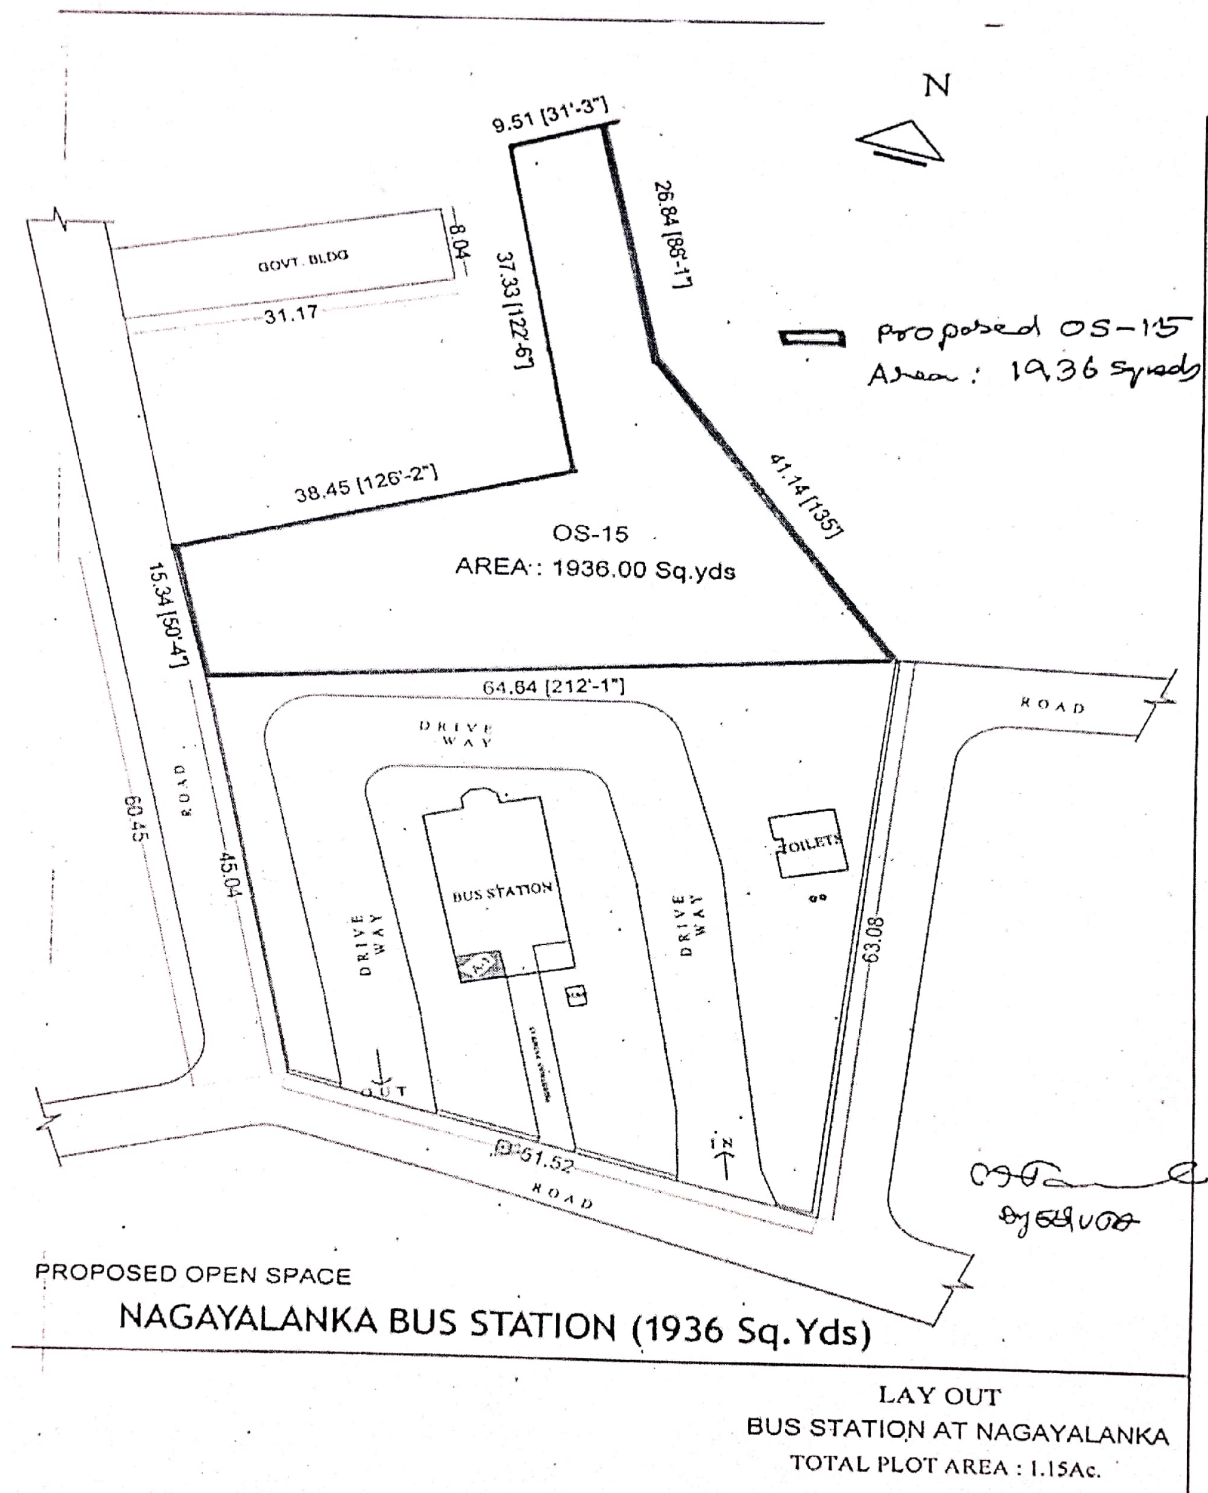 N
9.51 [31'-3"]
26.84 [86'-1"]
8.04
GOVT. BLDG
31.17
37.33 [122'-6"]
proposed OS-15
Area : 1936 Sqyds
38.45 [126'-2"]
41.14 [135']
OS-15
AREA : 1936.00 Sq.yds
15.34 [50'-4"]
64.64 [212'-1"]
ROAD
DRIVE
WAY
ROAD
60.45
45.04
TOILETS
BUS STATION
DRIVE
WAY
DRIVE
WAY
63.08
OUT
IN
61.52
ROAD
PROPOSED OPEN SPACE
NAGAYALANKA BUS STATION (1936 Sq.Yds)
LAY OUT
BUS STATION AT NAGAYALANKA
TOTAL PLOT AREA : 1.15Ac.